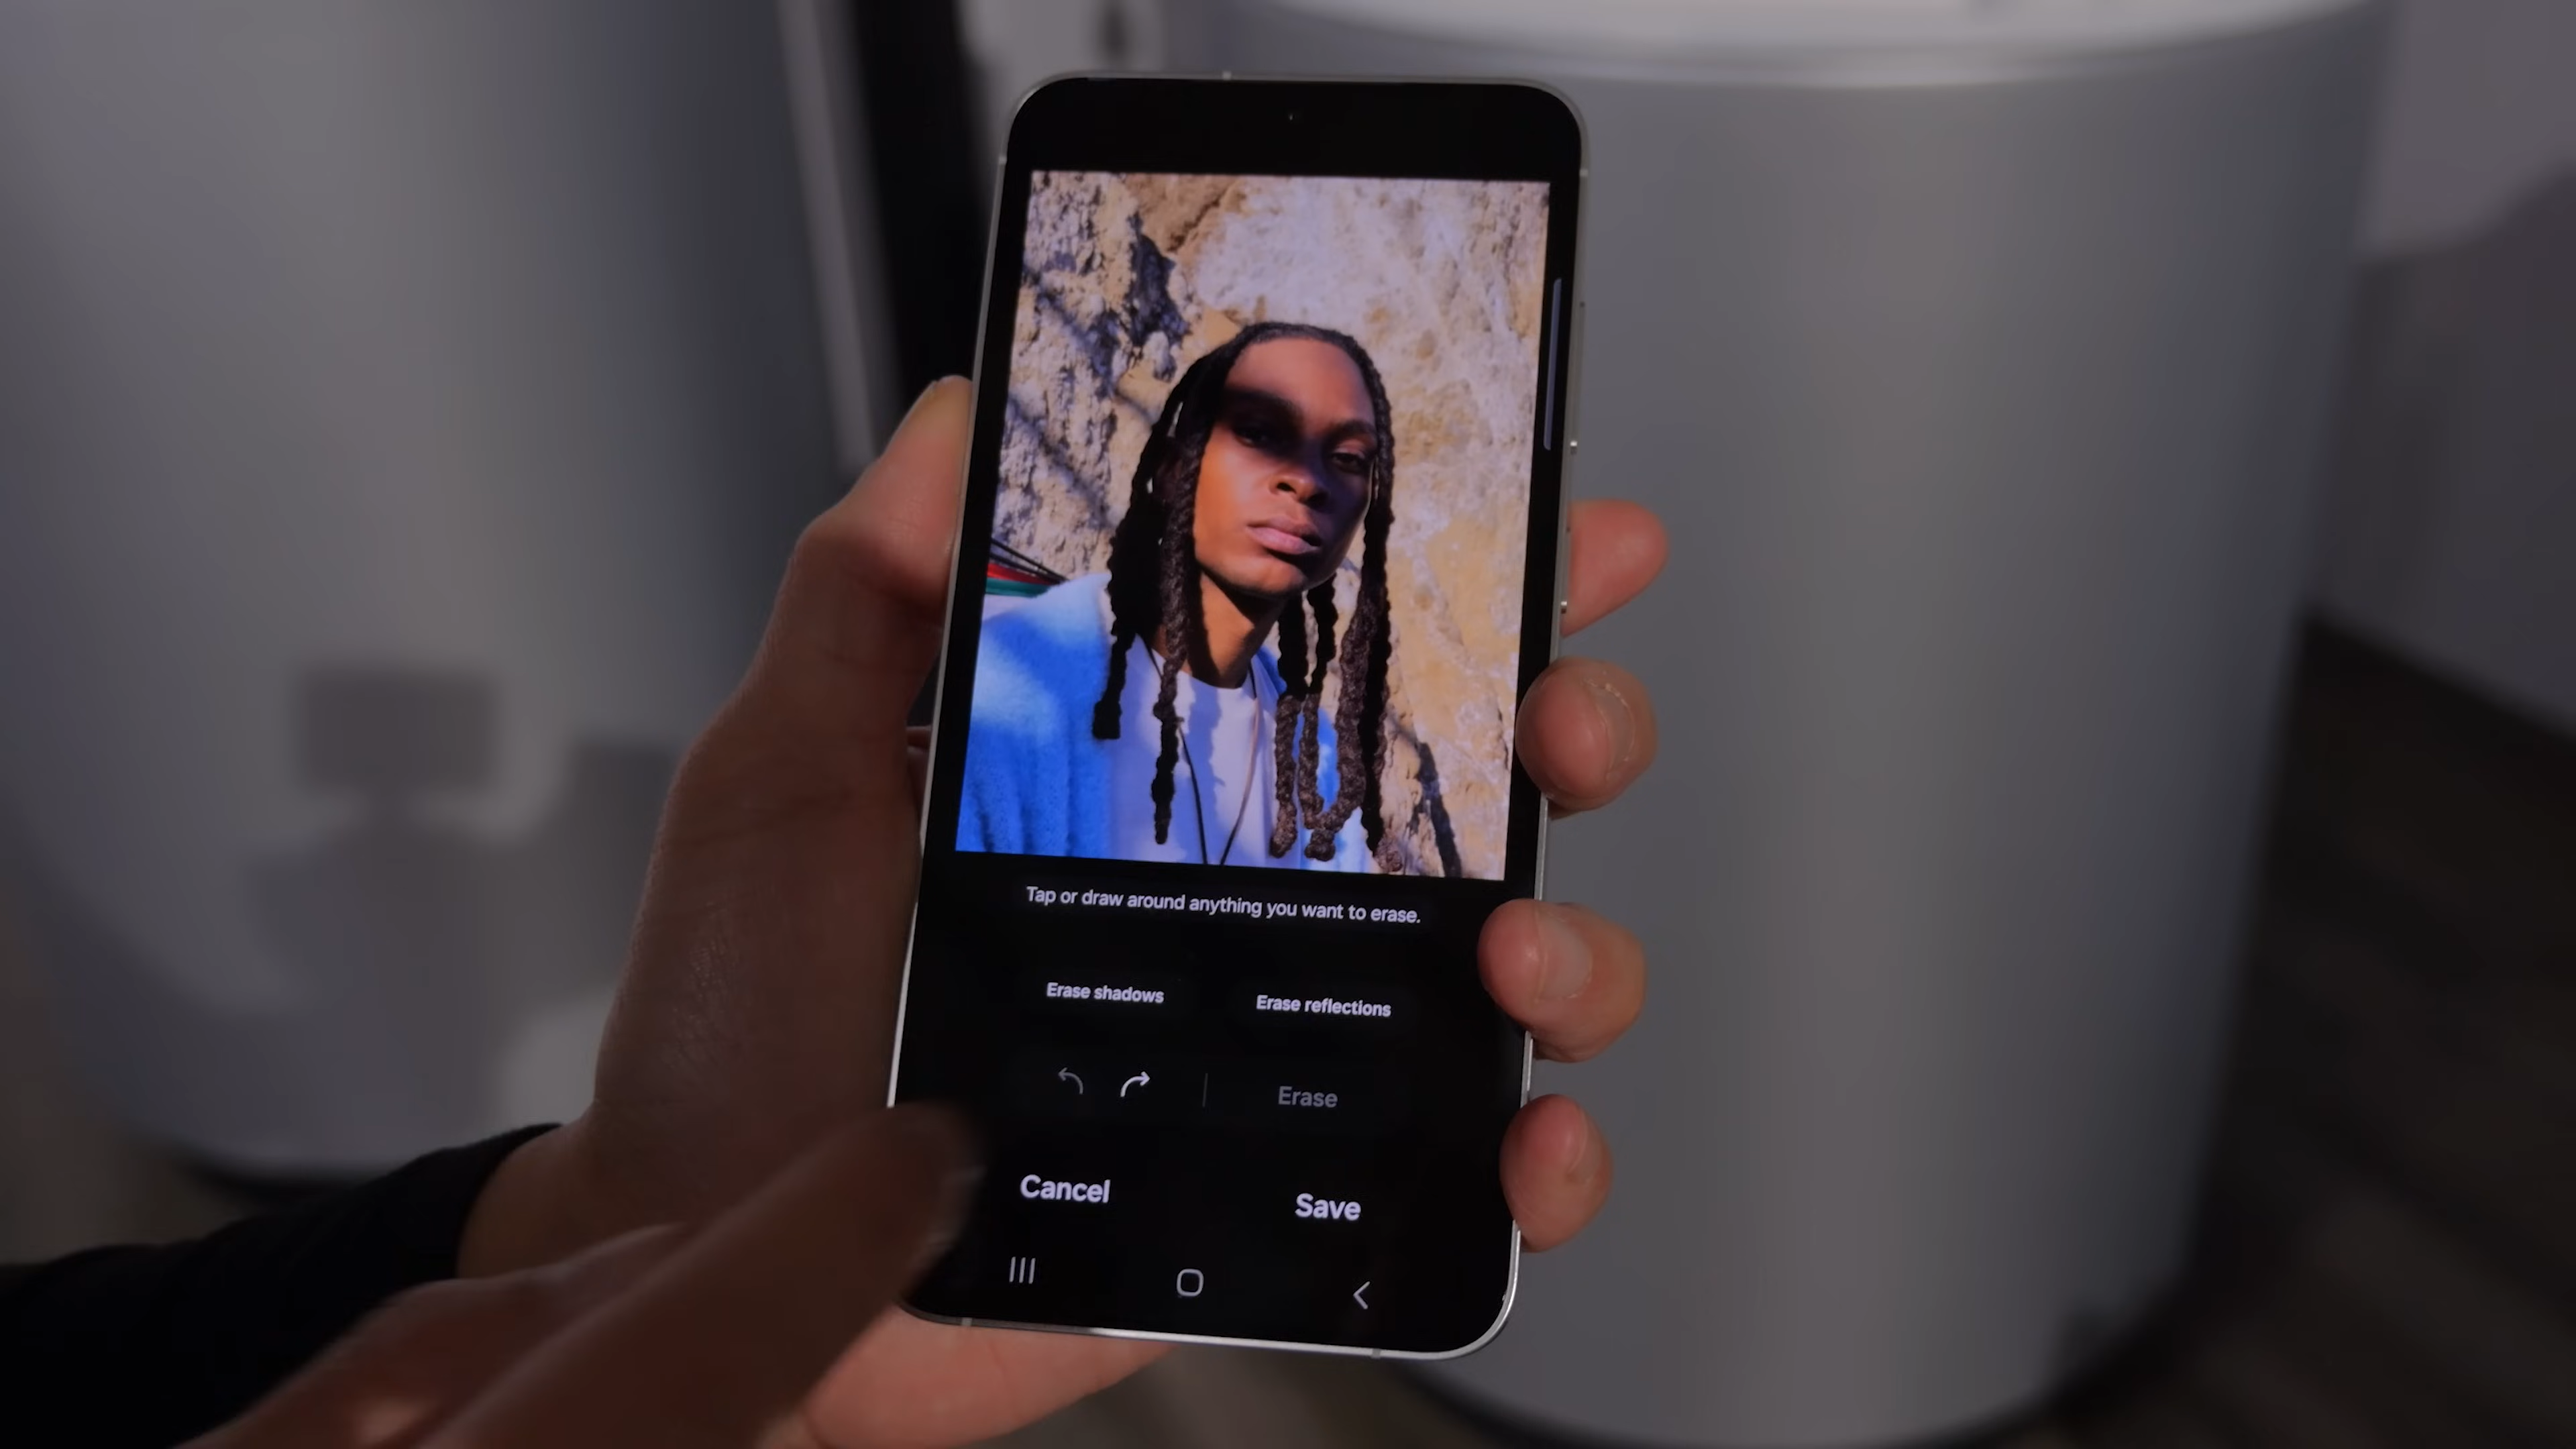 Tap or draw around anything you want to erase.
Erase shadows
Erase reflections
Erase
Cancel
Save